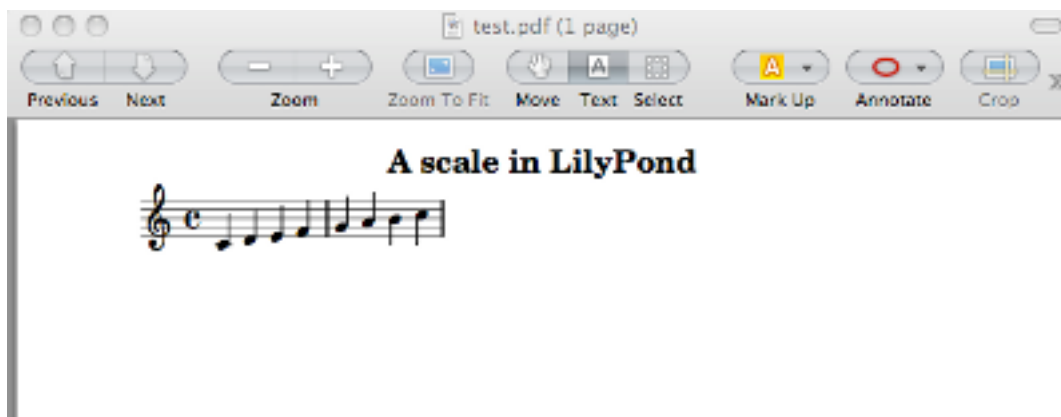 test.pdf (1 page)
Previous Next Zoom Zoom To Fit Move Text Select Mark Up Annotate Crop
A scale in LilyPond